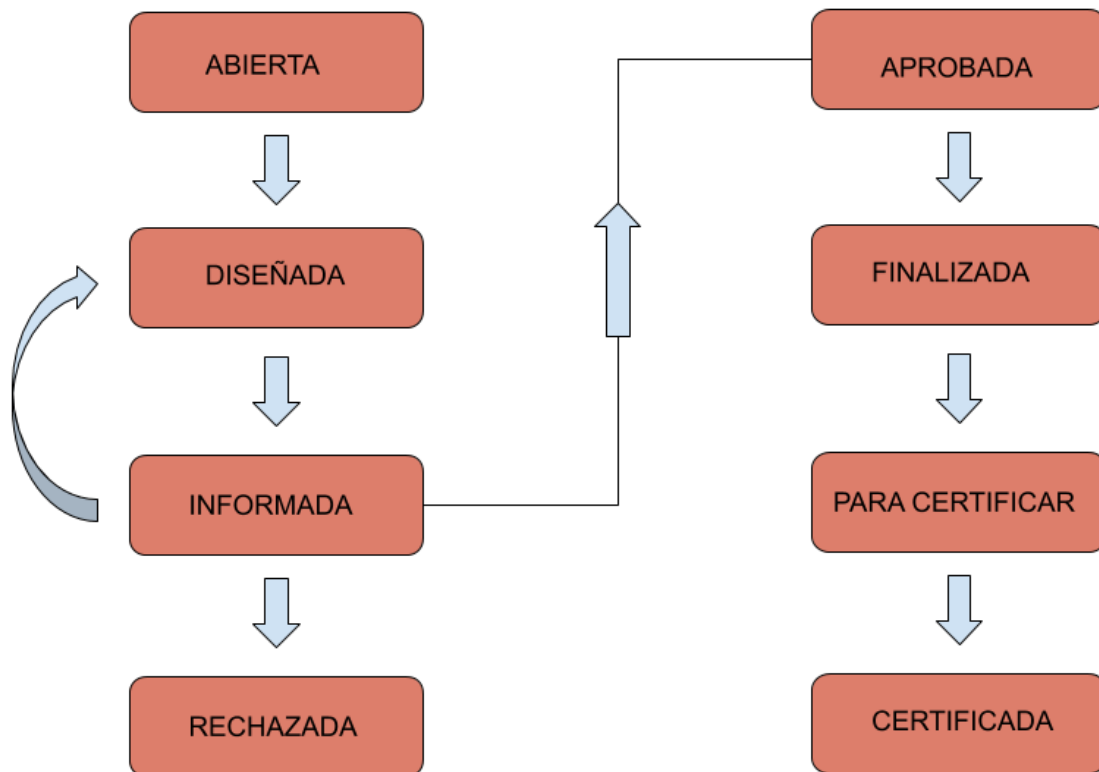 ABIERTA
DISEÑADA
INFORMADA
RECHAZADA
APROBADA
FINALIZADA
PARA CERTIFICAR
CERTIFICADA